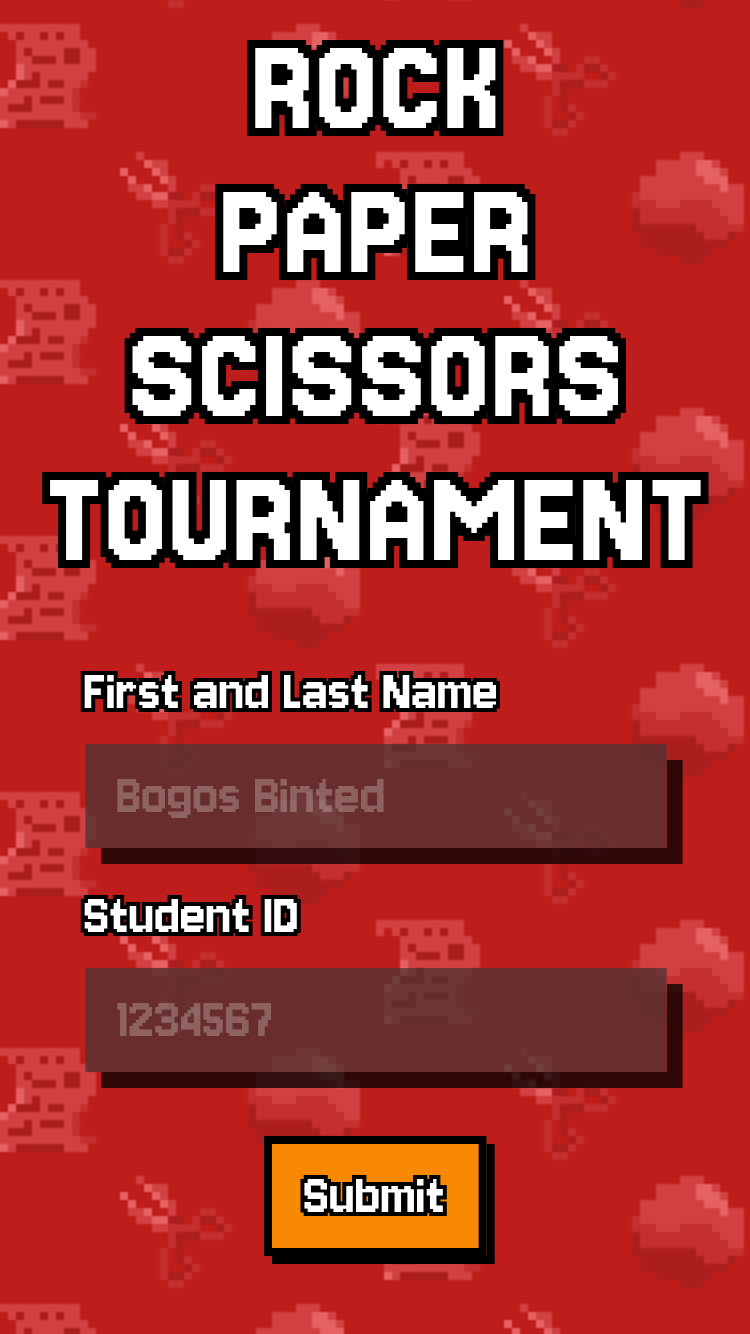 ROCK
PAPER
SCISSORS
TOURNAMENT
First and Last Name
Bogos Binted
Student ID
1234567
Submit